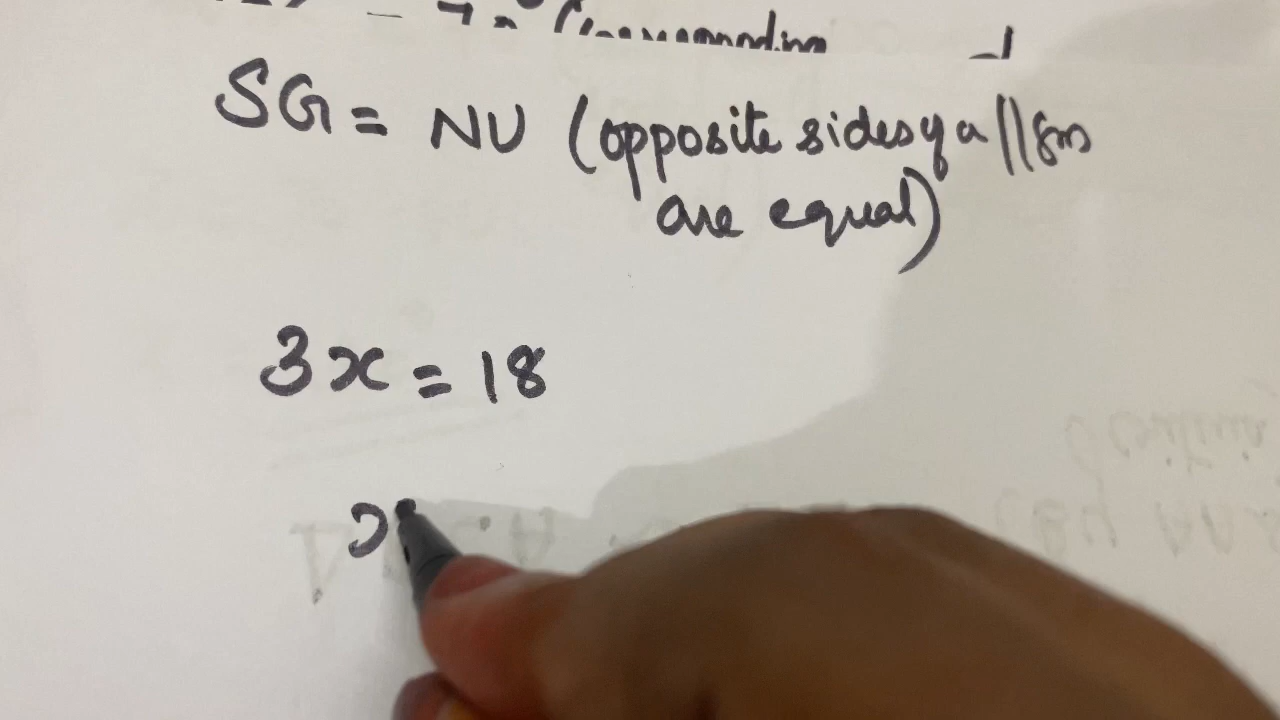 SG = NU (opposite sides of a ||gm
are equal)
3x = 18